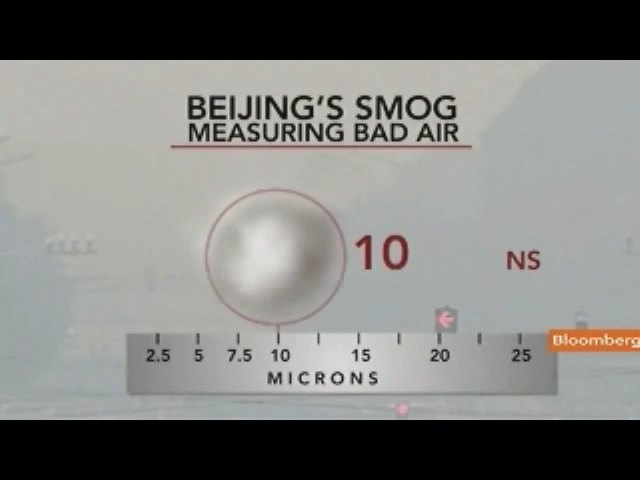 BEIJING'S SMOG
MEASURING BAD AIR
10 NS
2.5 5 7.5 10 15 20 25
MICRONS
Bloomberg